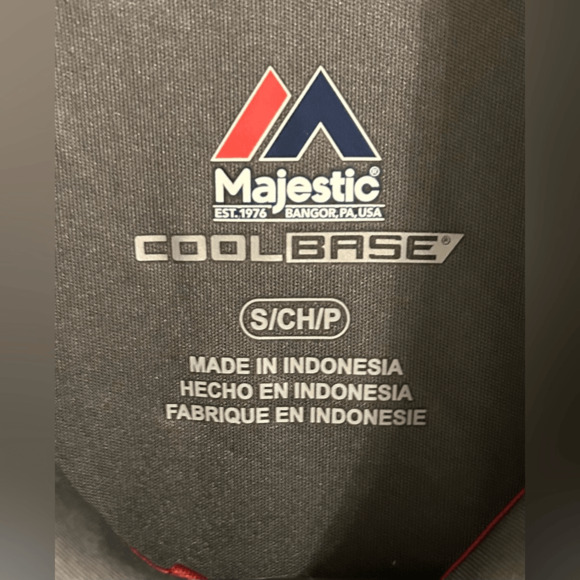 Majestic®
EST. 1976 BANGOR, PA, USA
COOLBASE®
S/CH/P
MADE IN INDONESIA
HECHO EN INDONESIA
FABRIQUE EN INDONESIE